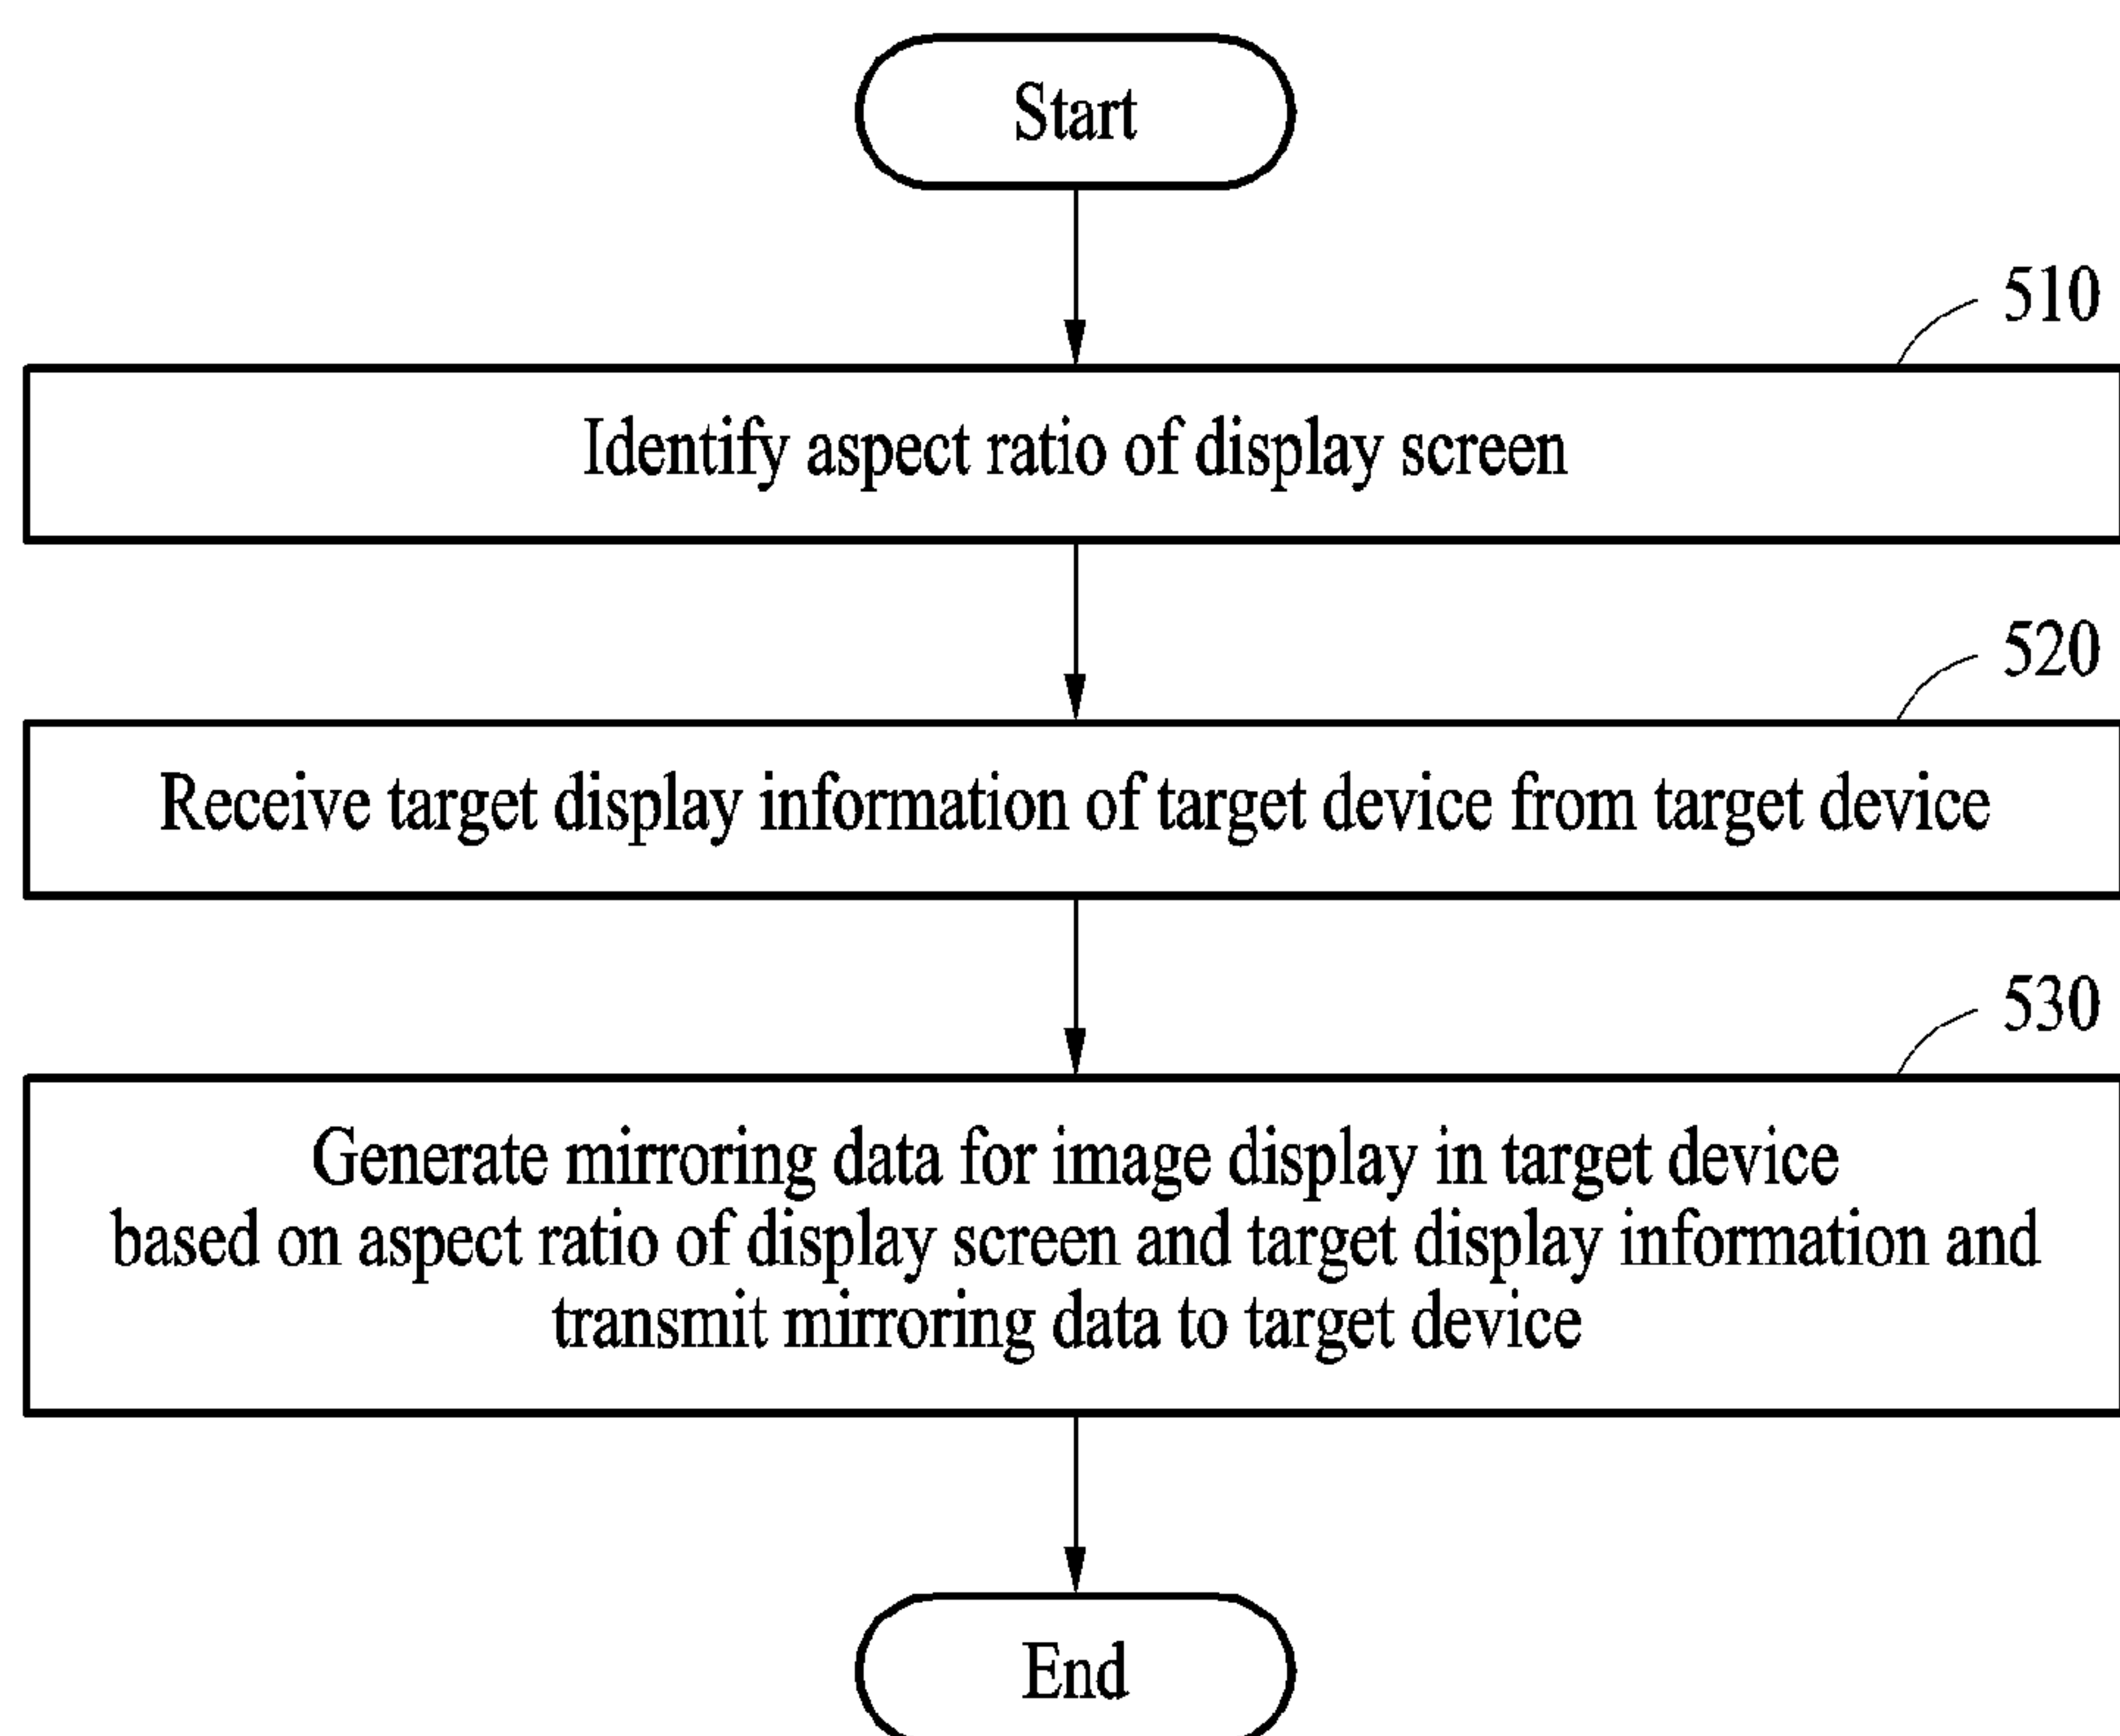 Start
510
Identify aspect ratio of display screen
520
Receive target display information of target device from target device
530
Generate mirroring data for image display in target device
based on aspect ratio of display screen and target display information and
transmit mirroring data to target device
End